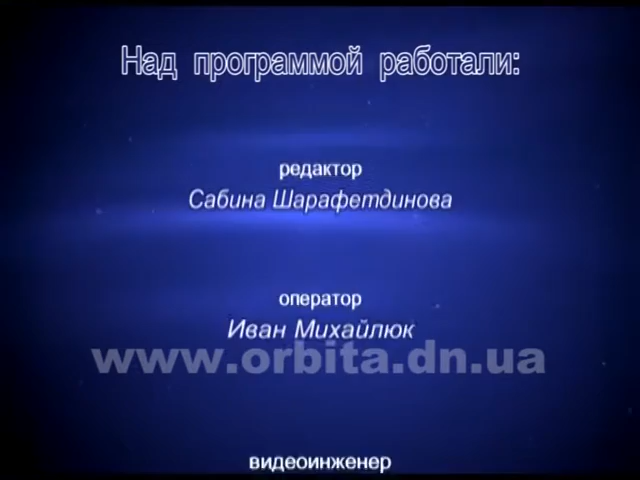 Над программой работали:
редактор
Сабина Шарафетдинова
оператор
Иван Михайлюк
www.orbita.dn.ua
видеоинженер